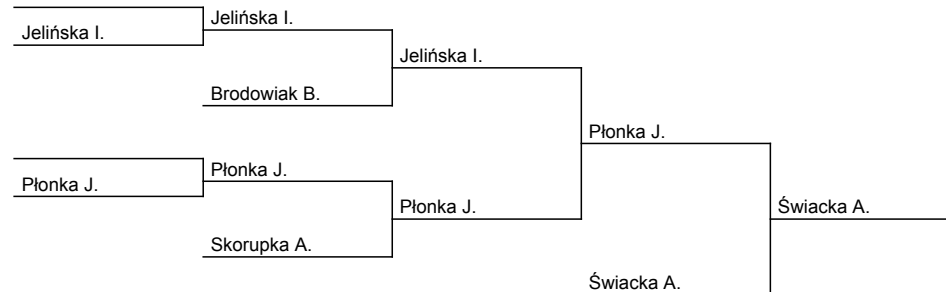 Jelińska I.
Jelińska I.
Jelińska I.
Brodowiak B.
Płonka J.
Płonka J.
Płonka J.
Płonka J.
Świacka A.
Skorupka A.
Świacka A.